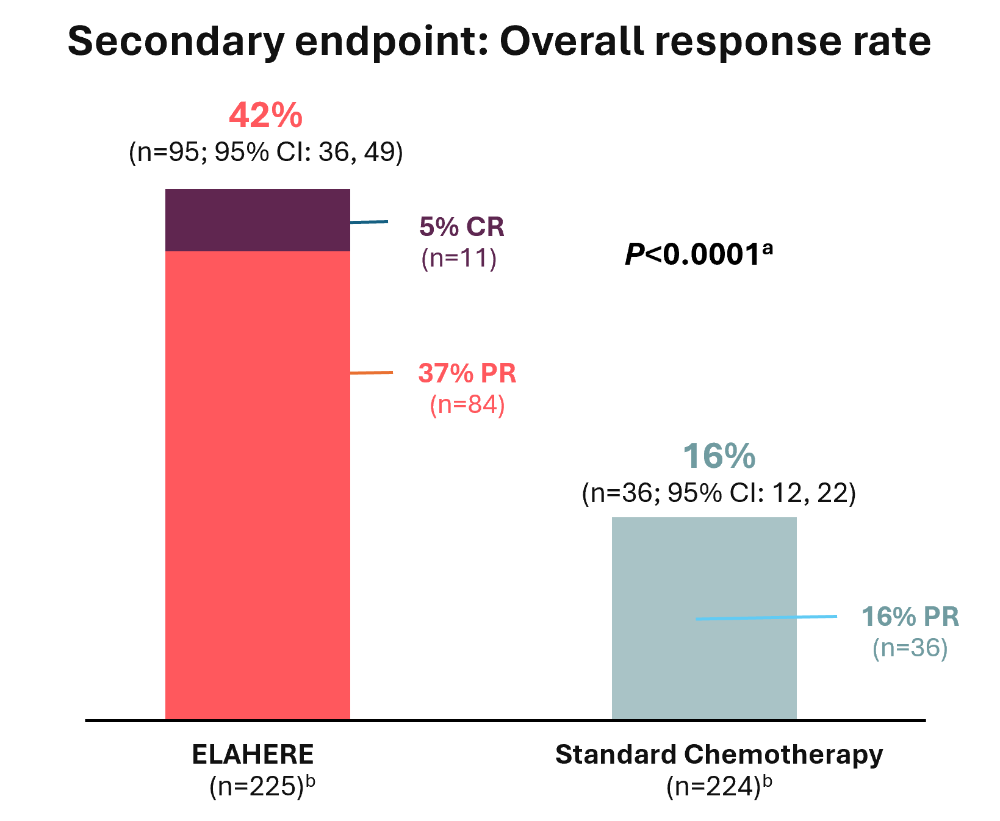 Secondary endpoint: Overall response rate
42%
(n=95; 95% CI: 36, 49)
5% CR
(n=11)
P<0.0001ᵃ
37% PR
(n=84)
16%
(n=36; 95% CI: 12, 22)
16% PR
(n=36)
ELAHERE
(n=225)ᵇ
Standard Chemotherapy
(n=224)ᵇ